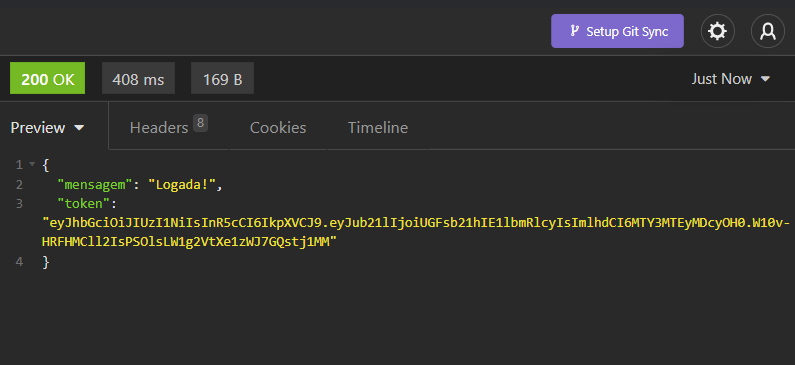 Setup Git Sync
200 OK 408 ms 169 B Just Now
Preview Headers 8 Cookies Timeline
1 {
2 "mensagem": "Logada!",
3 "token":
"eyJhbGciOiJIUzI1NiIsInR5cCI6IkpXVCJ9.eyJub21lIjoiUGFsb21hIE1lbmRlcyIsImlhdCI6MTY3MTEyMDcyOH0.W10v-
HRFHMCll2IsPSOlsLW1g2VtXe1zWJ7GQstj1MM"
4 }